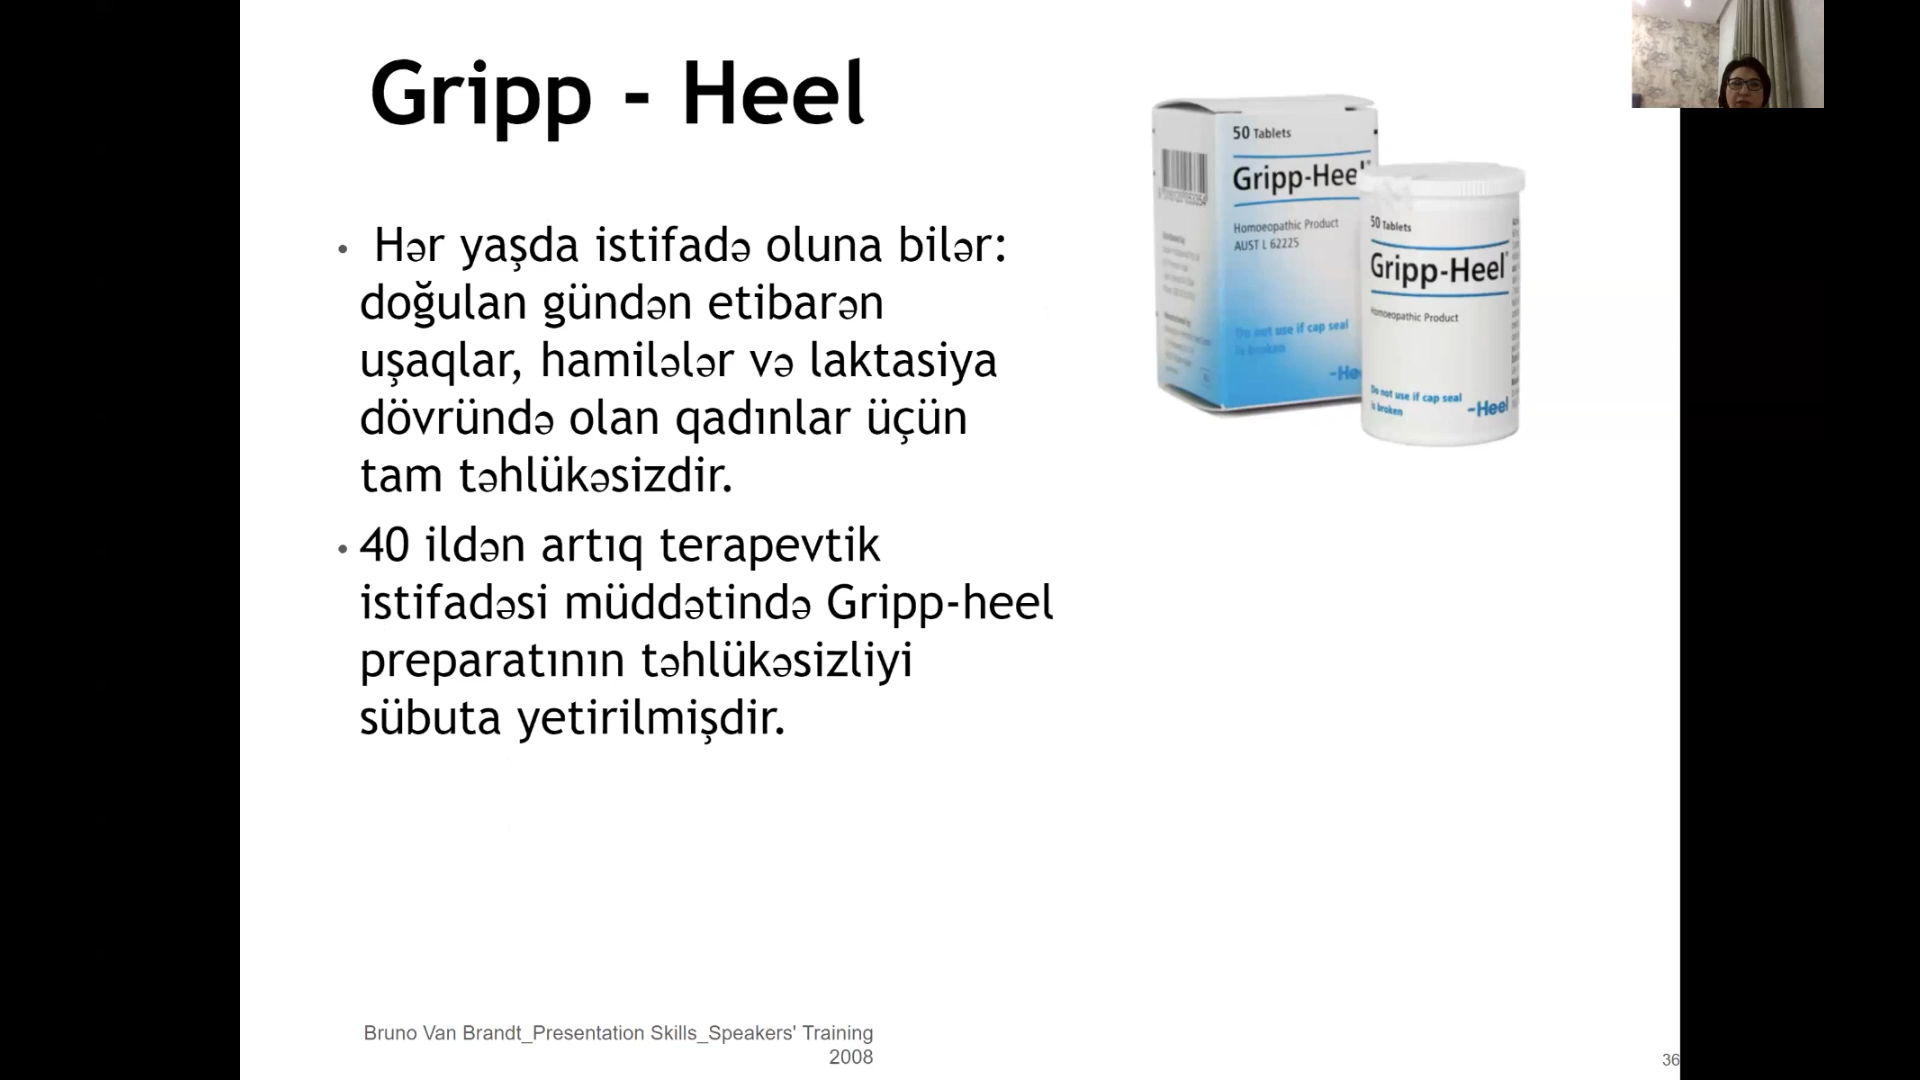 Gripp - Heel
• Hər yaşda istifadə oluna bilər:
doğulan gündən etibarən
uşaqlar, hamilələr və laktasiya
dövründə olan qadınlar üçün
tam təhlükəsizdir.
• 40 ildən artıq terapevtik
istifadəsi müddətində Gripp-heel
preparatının təhlükəsizliyi
sübuta yetirilmişdir.
50 Tablets
Gripp-Heel
Homoeopathic Product
AUST L 62225
Do not use if cap seal
is broken
-Hee
50 Tablets
Gripp-Heel®
Homoeopathic Product
Do not use if cap seal
is broken
-Heel
Bruno Van Brandt_Presentation Skills_Speakers' Training
2008
36